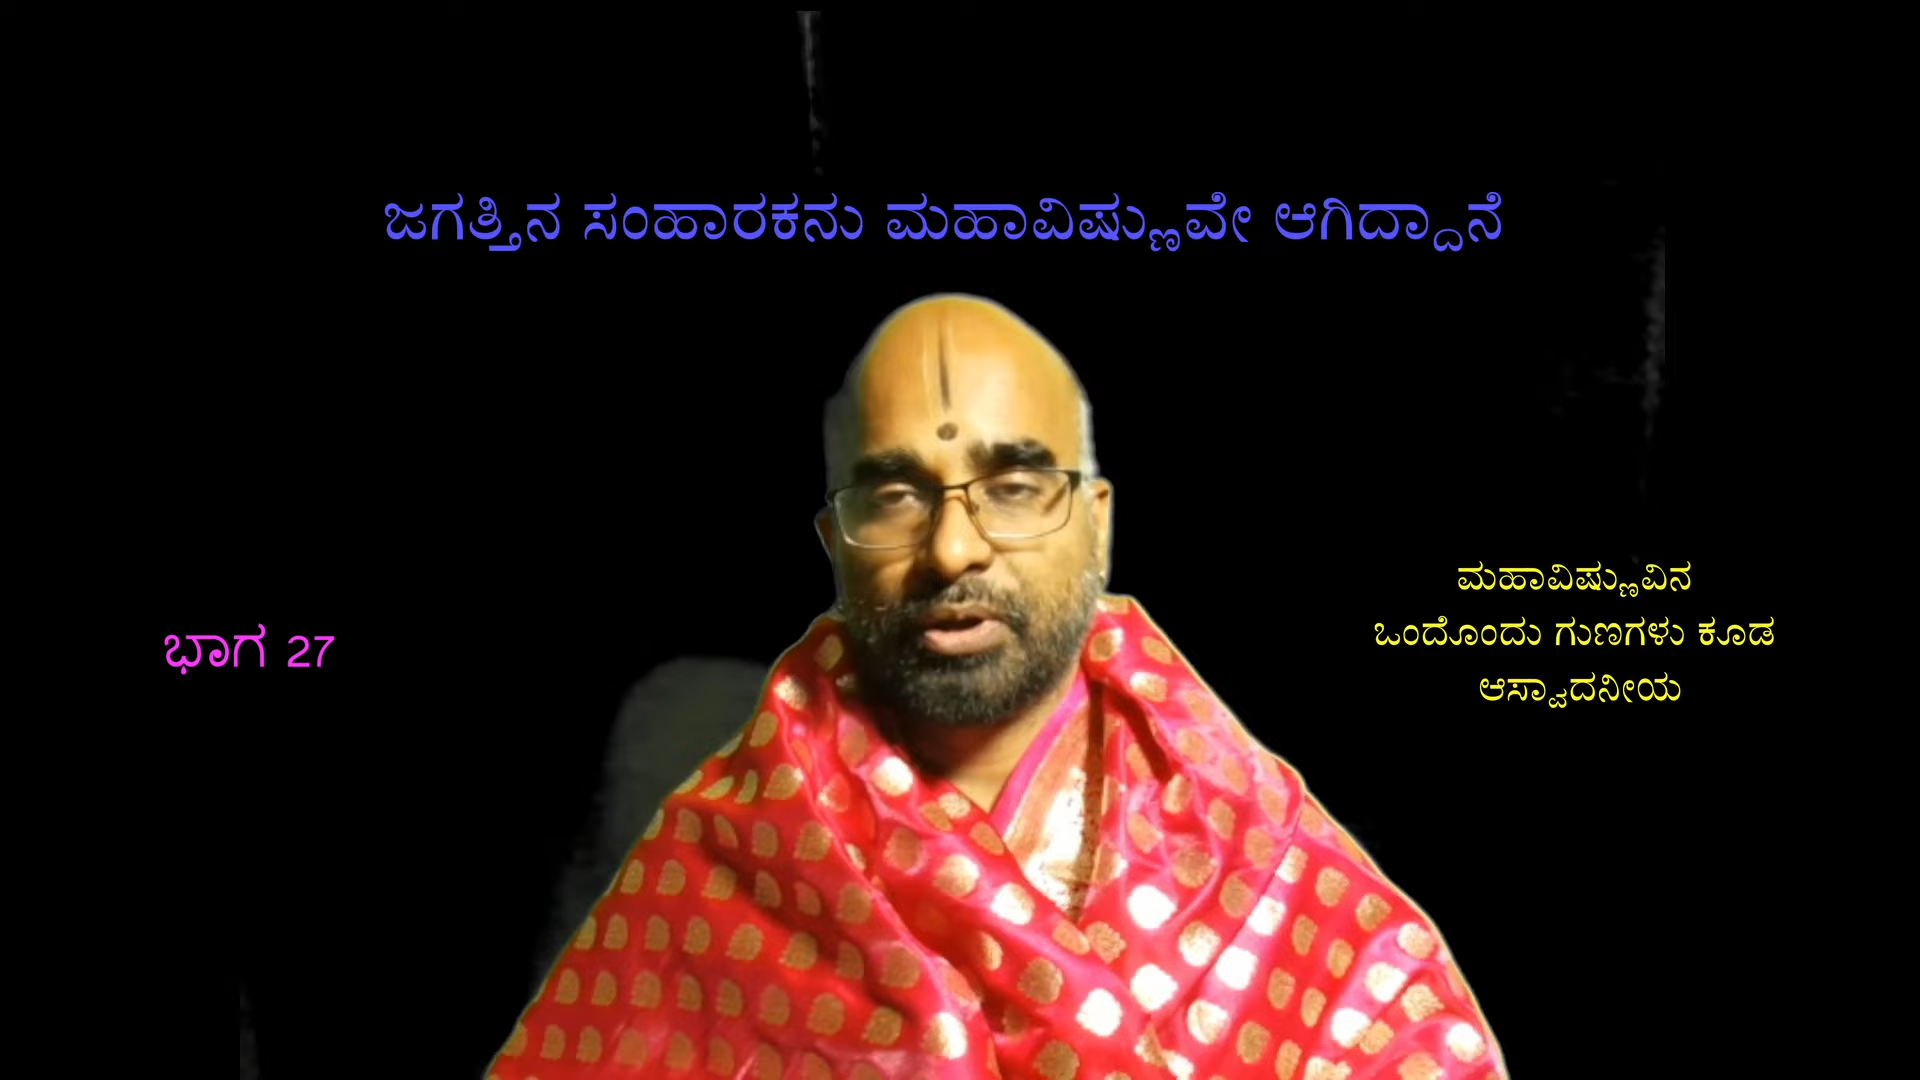 ಜಗತ್ತಿನ ಸಂಹಾರಕನು ಮಹಾವಿಷ್ಣುವೇ ಆಗಿದ್ದಾನೆ
ಭಾಗ 27
ಮಹಾವಿಷ್ಣುವಿನ
ಒಂದೊಂದು ಗುಣಗಳು ಕೂಡ
ಆಸ್ವಾದನೀಯ